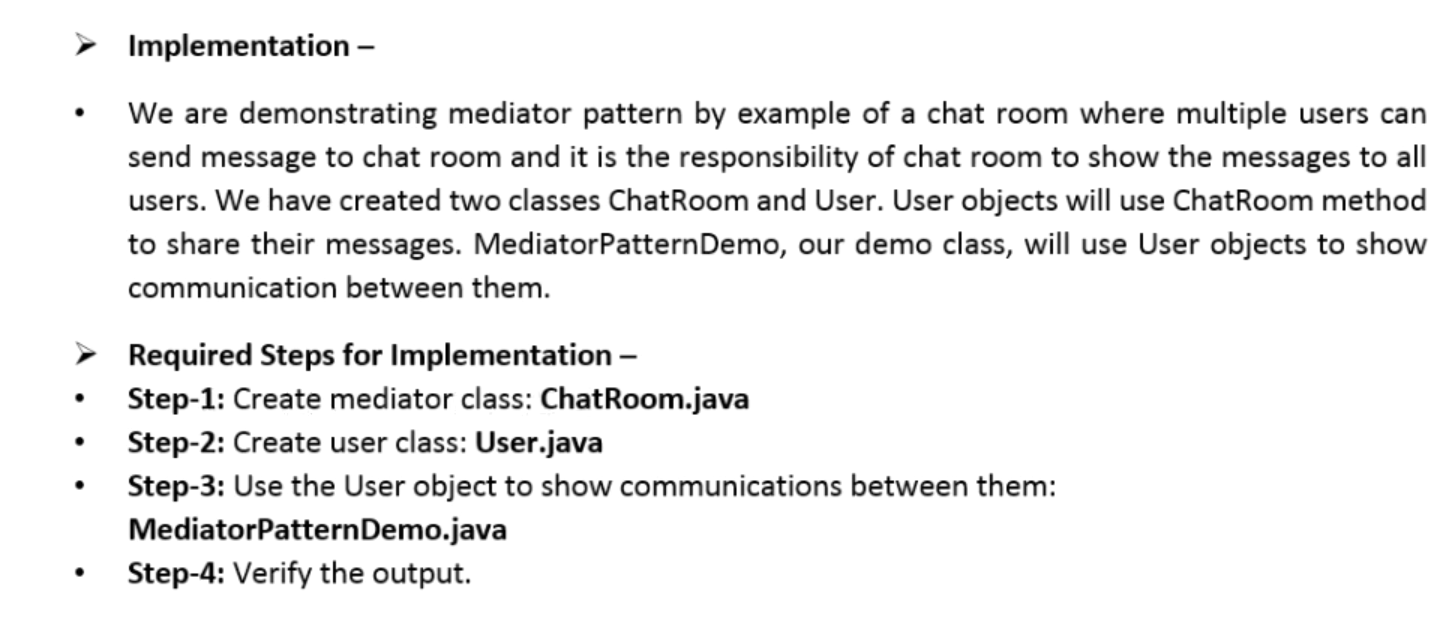 ➢ Implementation –
• We are demonstrating mediator pattern by example of a chat room where multiple users can
send message to chat room and it is the responsibility of chat room to show the messages to all
users. We have created two classes ChatRoom and User. User objects will use ChatRoom method
to share their messages. MediatorPatternDemo, our demo class, will use User objects to show
communication between them.
➢ Required Steps for Implementation –
• Step-1: Create mediator class: ChatRoom.java
• Step-2: Create user class: User.java
• Step-3: Use the User object to show communications between them:
MediatorPatternDemo.java
• Step-4: Verify the output.